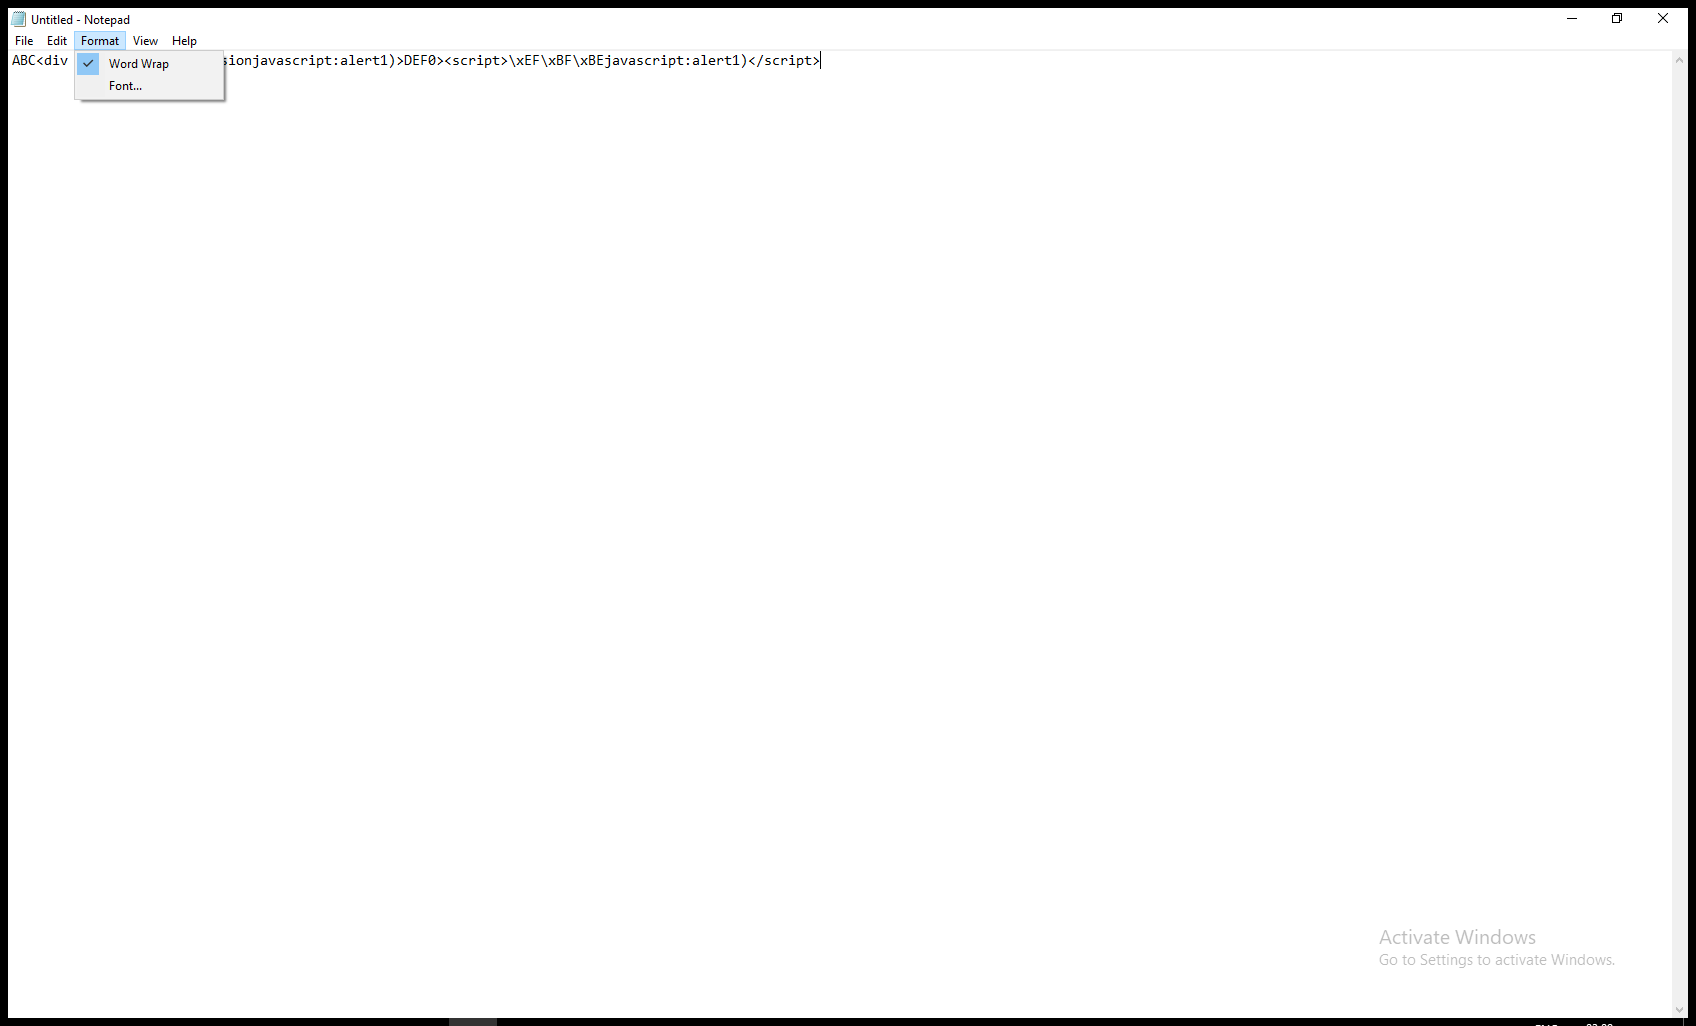 Untitled - Notepad
File Edit Format View Help
ABC<div sionjavascript:alert1)>DEF0><script>\xEF\xBF\xBEjavascript:alert1)</script>
Word Wrap
Font...
Activate Windows
Go to Settings to activate Windows.